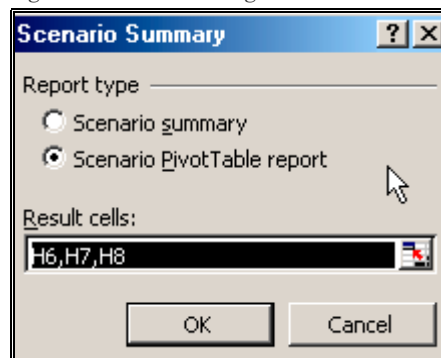 Scenario Summary
Report type
Scenario summary
Scenario PivotTable report
Result cells:
H6,H7,H8
OK Cancel